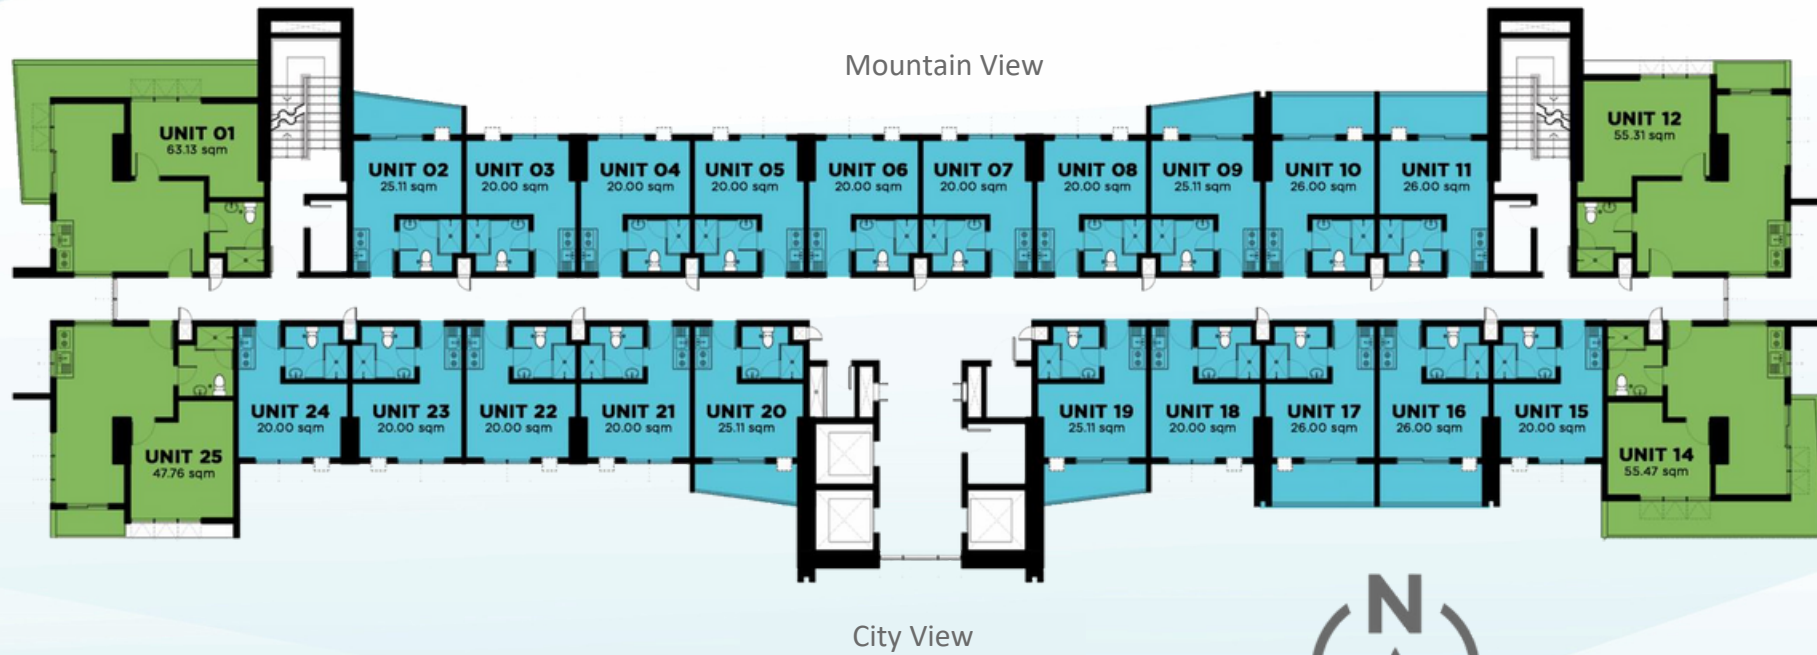 Mountain View
UNIT 01
63.13 sqm
UNIT 02
25.11 sqm
UNIT 03
20.00 sqm
UNIT 04
20.00 sqm
UNIT 05
20.00 sqm
UNIT 06
20.00 sqm
UNIT 07
20.00 sqm
UNIT 08
20.00 sqm
UNIT 09
25.11 sqm
UNIT 10
26.00 sqm
UNIT 11
26.00 sqm
UNIT 12
55.31 sqm
UNIT 25
47.76 sqm
UNIT 24
20.00 sqm
UNIT 23
20.00 sqm
UNIT 22
20.00 sqm
UNIT 21
20.00 sqm
UNIT 20
25.11 sqm
UNIT 19
25.11 sqm
UNIT 18
20.00 sqm
UNIT 17
26.00 sqm
UNIT 16
26.00 sqm
UNIT 15
20.00 sqm
UNIT 14
55.47 sqm
City View
N